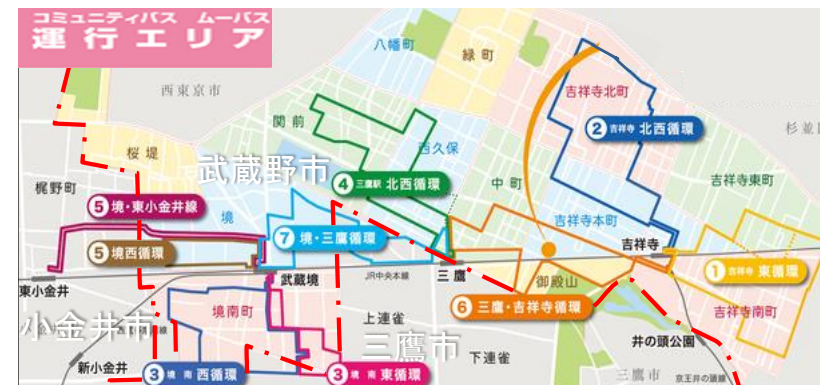 コミュニティバス ムーバス
運行エリア
八幡町
緑町
西東京市
吉祥寺北町
関前
② 吉祥寺 北西循環
杉並
桜堤
西久保
武蔵野市
④ 三鷹駅 北西循環
中町
吉祥寺東町
梶野町
⑤ 境・東小金井線
境
吉祥寺本町
⑦ 境・三鷹循環
⑤ 境西循環
吉祥寺
① 吉祥寺 東循環
武蔵境
JR中央本線
三鷹
御殿山
東小金井
⑥ 三鷹・吉祥寺循環
境南町
上連雀
吉祥寺南町
小金井市
三鷹市
井の頭公園
下連雀
新小金井
③ 境南 西循環
③ 境南 東循環
三鷹市
京王井の頭線